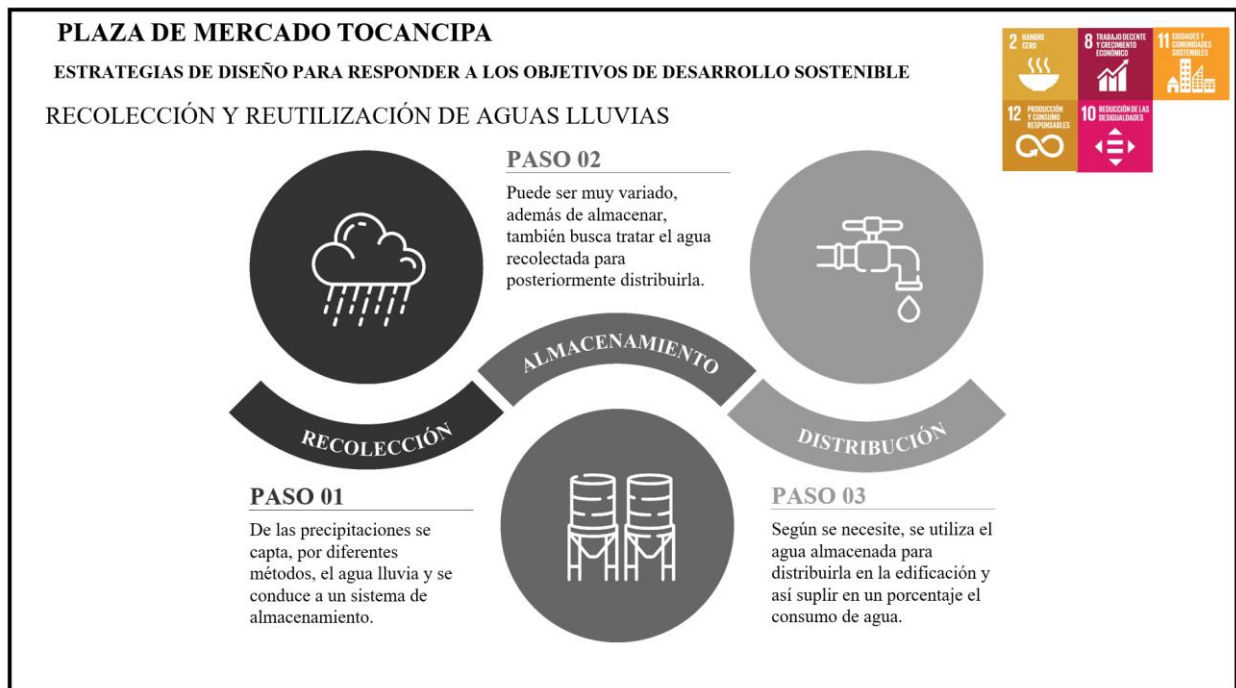 PLAZA DE MERCADO TOCANCIPA
ESTRATEGIAS DE DISEÑO PARA RESPONDER A LOS OBJETIVOS DE DESARROLLO SOSTENIBLE
RECOLECCIÓN Y REUTILIZACIÓN DE AGUAS LLUVIAS
2 HAMBRE
CERO
8 TRABAJO DECENTE
Y CRECIMIENTO
ECONÓMICO
11 CIUDADES Y
COMUNIDADES
SOSTENIBLES
12 PRODUCCIÓN
Y CONSUMO
RESPONSABLES
10 REDUCCIÓN DE LAS
DESIGUALDADES
RECOLECCIÓN
PASO 01
De las precipitaciones se
capta, por diferentes
métodos, el agua lluvia y se
conduce a un sistema de
almacenamiento.
PASO 02
Puede ser muy variado,
además de almacenar,
también busca tratar el agua
recolectada para
posteriormente distribuirla.
ALMACENAMIENTO
DISTRIBUCIÓN
PASO 03
Según se necesite, se utiliza el
agua almacenada para
distribuirla en la edificación y
así suplir en un porcentaje el
consumo de agua.